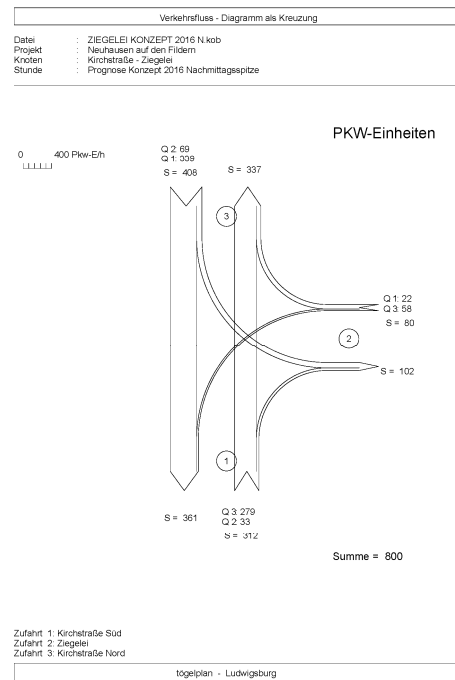 Verkehrsfluss - Diagramm als Kreuzung
Datei : ZIEGELEI KONZEPT 2016 N.kob
Projekt : Neuhausen auf den Fildern
Knoten : Kirchstraße - Ziegelei
Stunde : Prognose Konzept 2016 Nachmittagsspitze
PKW-Einheiten
0 400 Pkw-E/h
Q 2: 69
Q 1: 339
S = 408
S = 337
3
Q 1: 22
Q 3: 58
S = 80
2
S = 102
1
S = 361
Q 3: 279
Q 2: 33
S = 312
Summe = 800
Zufahrt 1: Kirchstraße Süd
Zufahrt 2: Ziegelei
Zufahrt 3: Kirchstraße Nord
tögelplan - Ludwigsburg